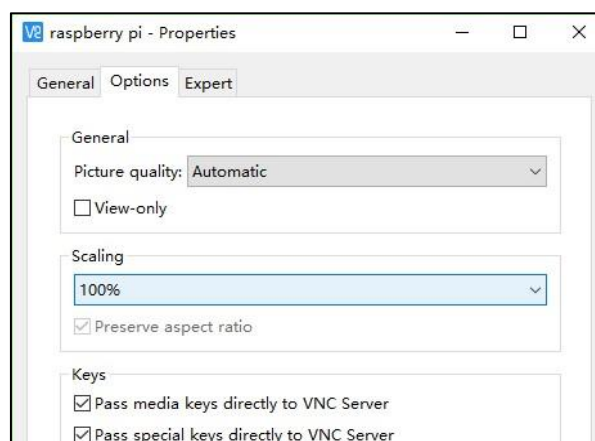 raspberry pi - Properties
General Options Expert
General
Picture quality: Automatic
View-only
Scaling
100%
Preserve aspect ratio
Keys
Pass media keys directly to VNC Server
Pass special keys directly to VNC Server